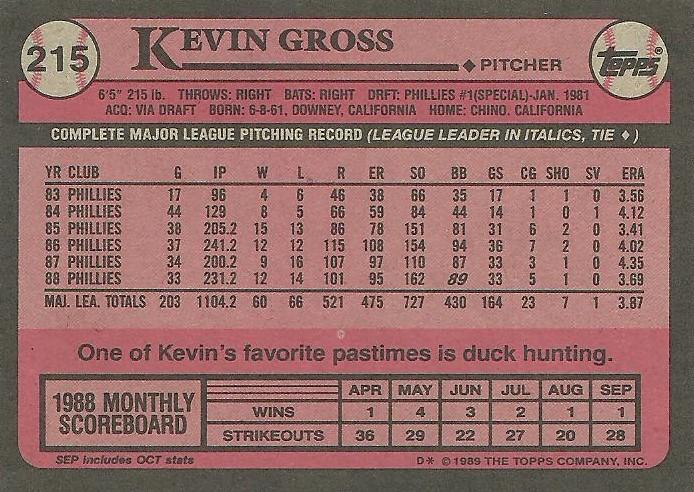 215
KEVIN GROSS
PITCHER
TOPPS®
6'5" 215 lb. THROWS: RIGHT BATS: RIGHT DRFT: PHILLIES #1(SPECIAL)-JAN. 1981
ACQ: VIA DRAFT BORN: 6-8-61, DOWNEY, CALIFORNIA HOME: CHINO, CALIFORNIA
COMPLETE MAJOR LEAGUE PITCHING RECORD (LEAGUE LEADER IN ITALICS, TIE ♦)
YR CLUB G IP W L R ER SO BB GS CG SHO SV ERA
83 PHILLIES 17 96 4 6 46 38 66 35 17 1 1 0 3.56
84 PHILLIES 44 129 8 5 66 59 84 44 14 1 0 1 4.12
85 PHILLIES 38 205.2 15 13 86 78 151 81 31 6 2 0 3.41
86 PHILLIES 37 241.2 12 12 115 108 154 94 36 7 2 0 4.02
87 PHILLIES 34 200.2 9 16 107 97 110 87 33 3 1 0 4.35
88 PHILLIES 33 231.2 12 14 101 95 162 89 33 5 1 0 3.69
MAJ. LEA. TOTALS 203 1104.2 60 66 521 475 727 430 164 23 7 1 3.87
One of Kevin's favorite pastimes is duck hunting.
1988 MONTHLY
SCOREBOARD
APR MAY JUN JUL AUG SEP
WINS 1 4 3 2 1 1
STRIKEOUTS 36 29 22 27 20 28
SEP includes OCT stats
D* © 1989 THE TOPPS COMPANY, INC.